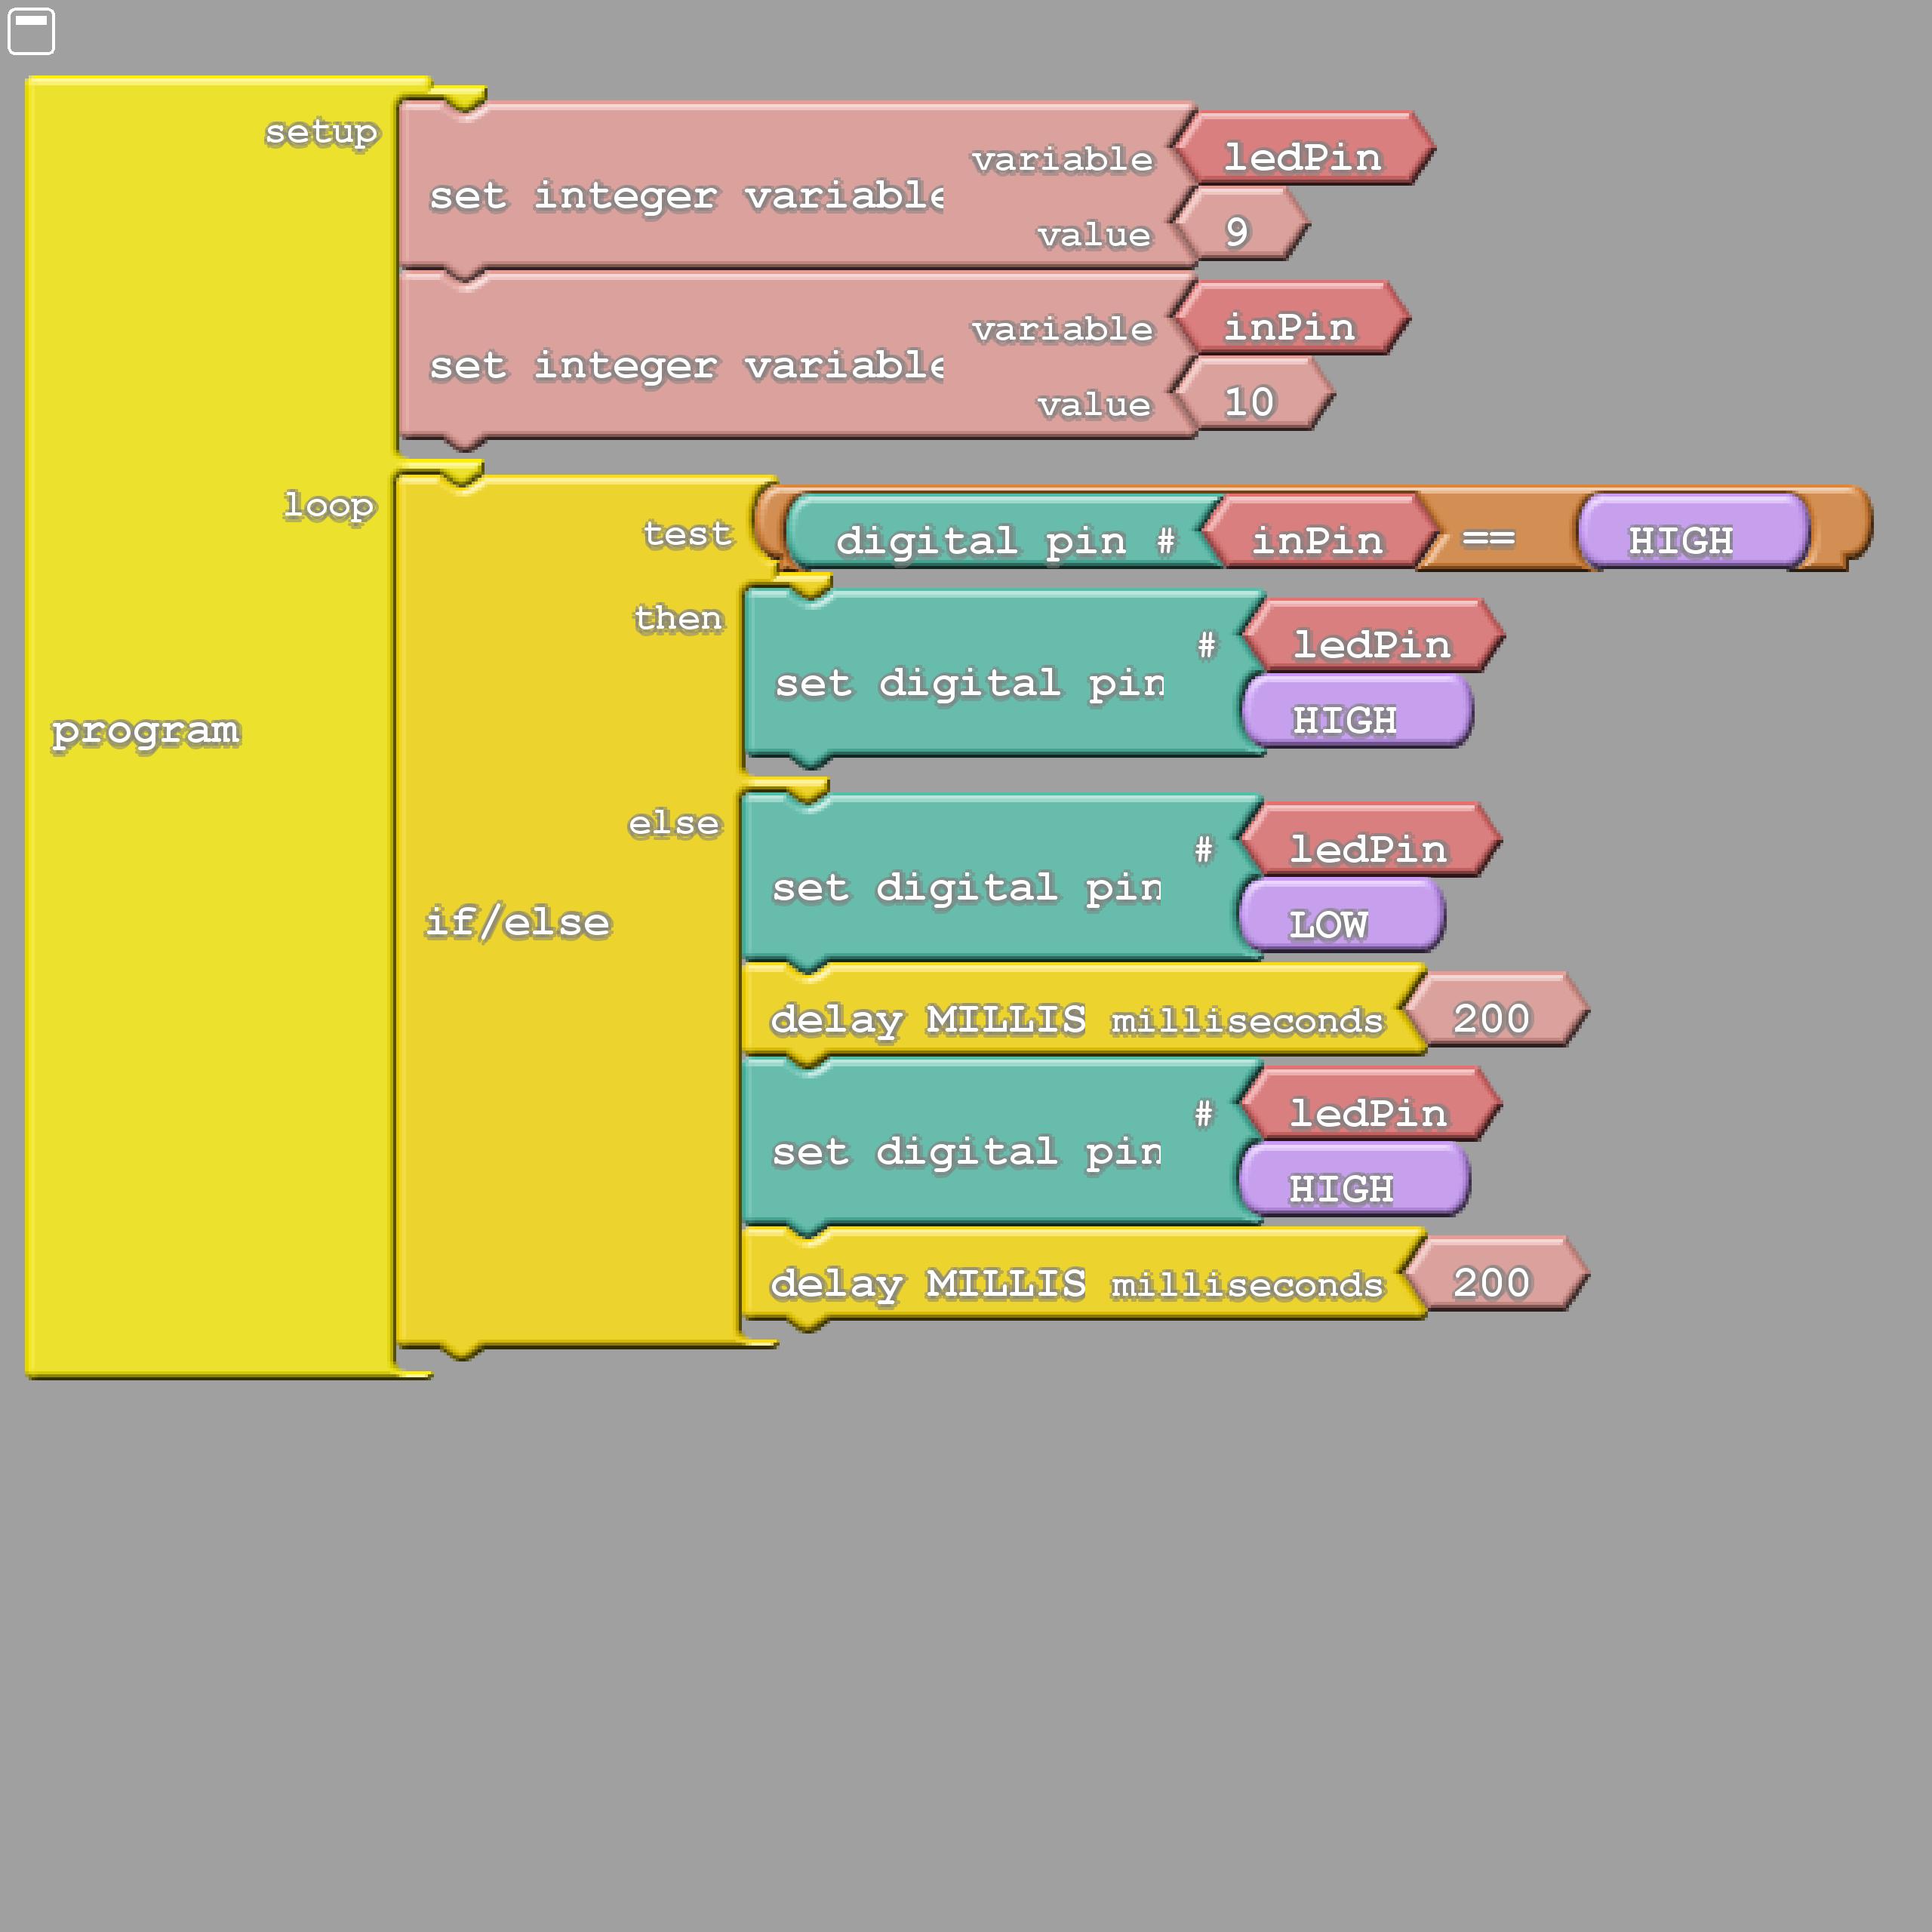 setup
set integer variable
variable ledPin
value 9
set integer variable
variable inPin
value 10
loop
test digital pin # inPin == HIGH
then
set digital pin
# ledPin
HIGH
program
else
set digital pin
# ledPin
LOW
if/else
delay MILLIS milliseconds 200
set digital pin
# ledPin
HIGH
delay MILLIS milliseconds 200